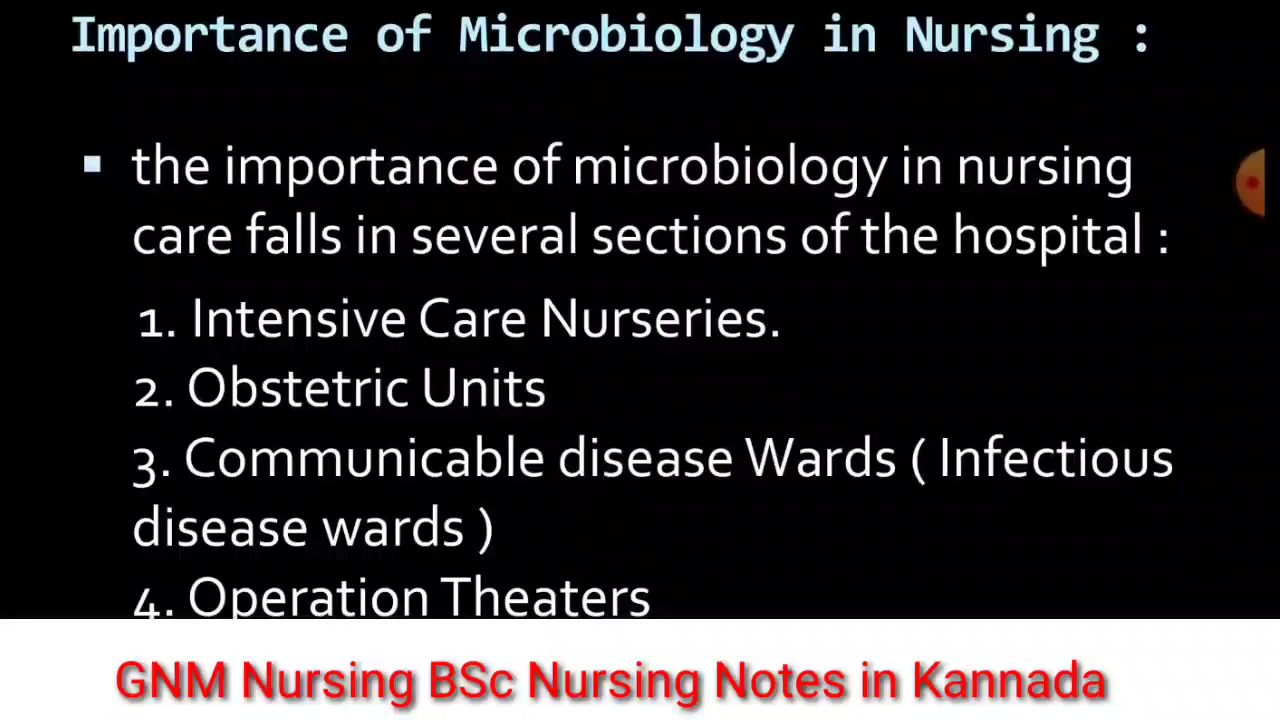 Importance of Microbiology in Nursing :
▪ the importance of microbiology in nursing
care falls in several sections of the hospital :
1. Intensive Care Nurseries.
2. Obstetric Units
3. Communicable disease Wards ( Infectious
disease wards )
4. Operation Theaters
GNM Nursing BSc Nursing Notes in Kannada